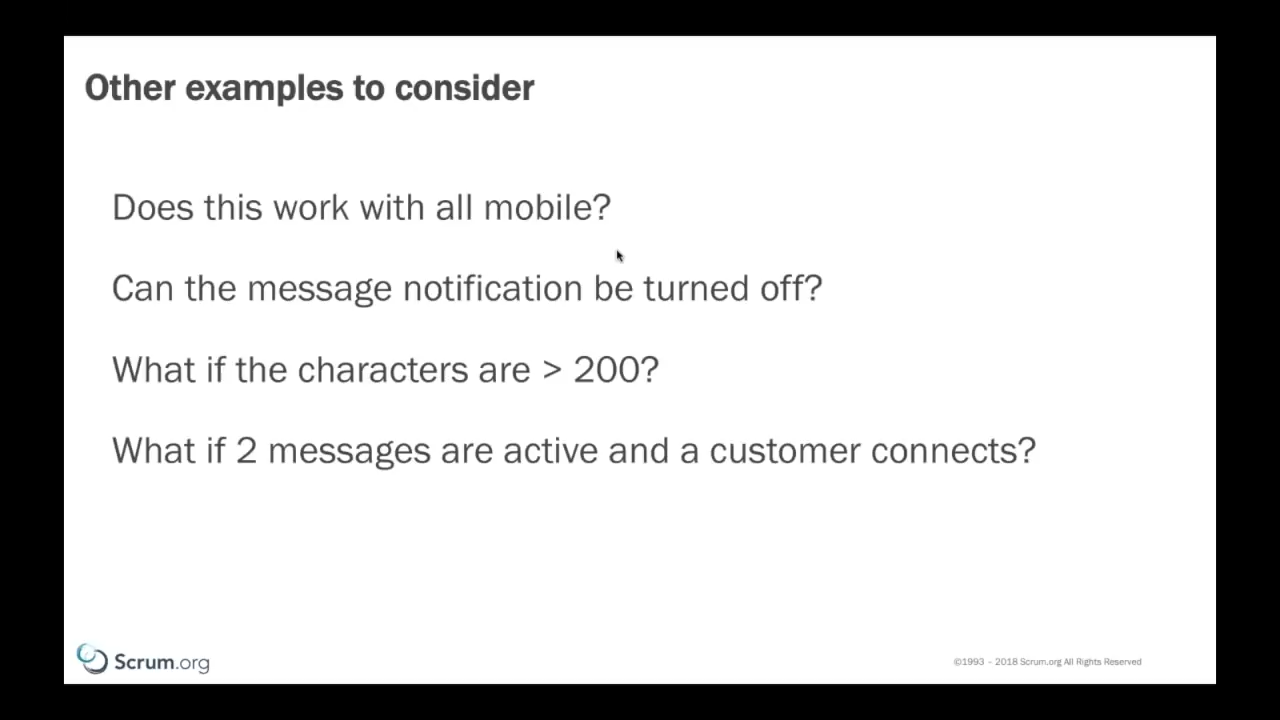 Other examples to consider
Does this work with all mobile?
Can the message notification be turned off?
What if the characters are > 200?
What if 2 messages are active and a customer connects?
Scrum.org
©1993 – 2018 Scrum.org All Rights Reserved